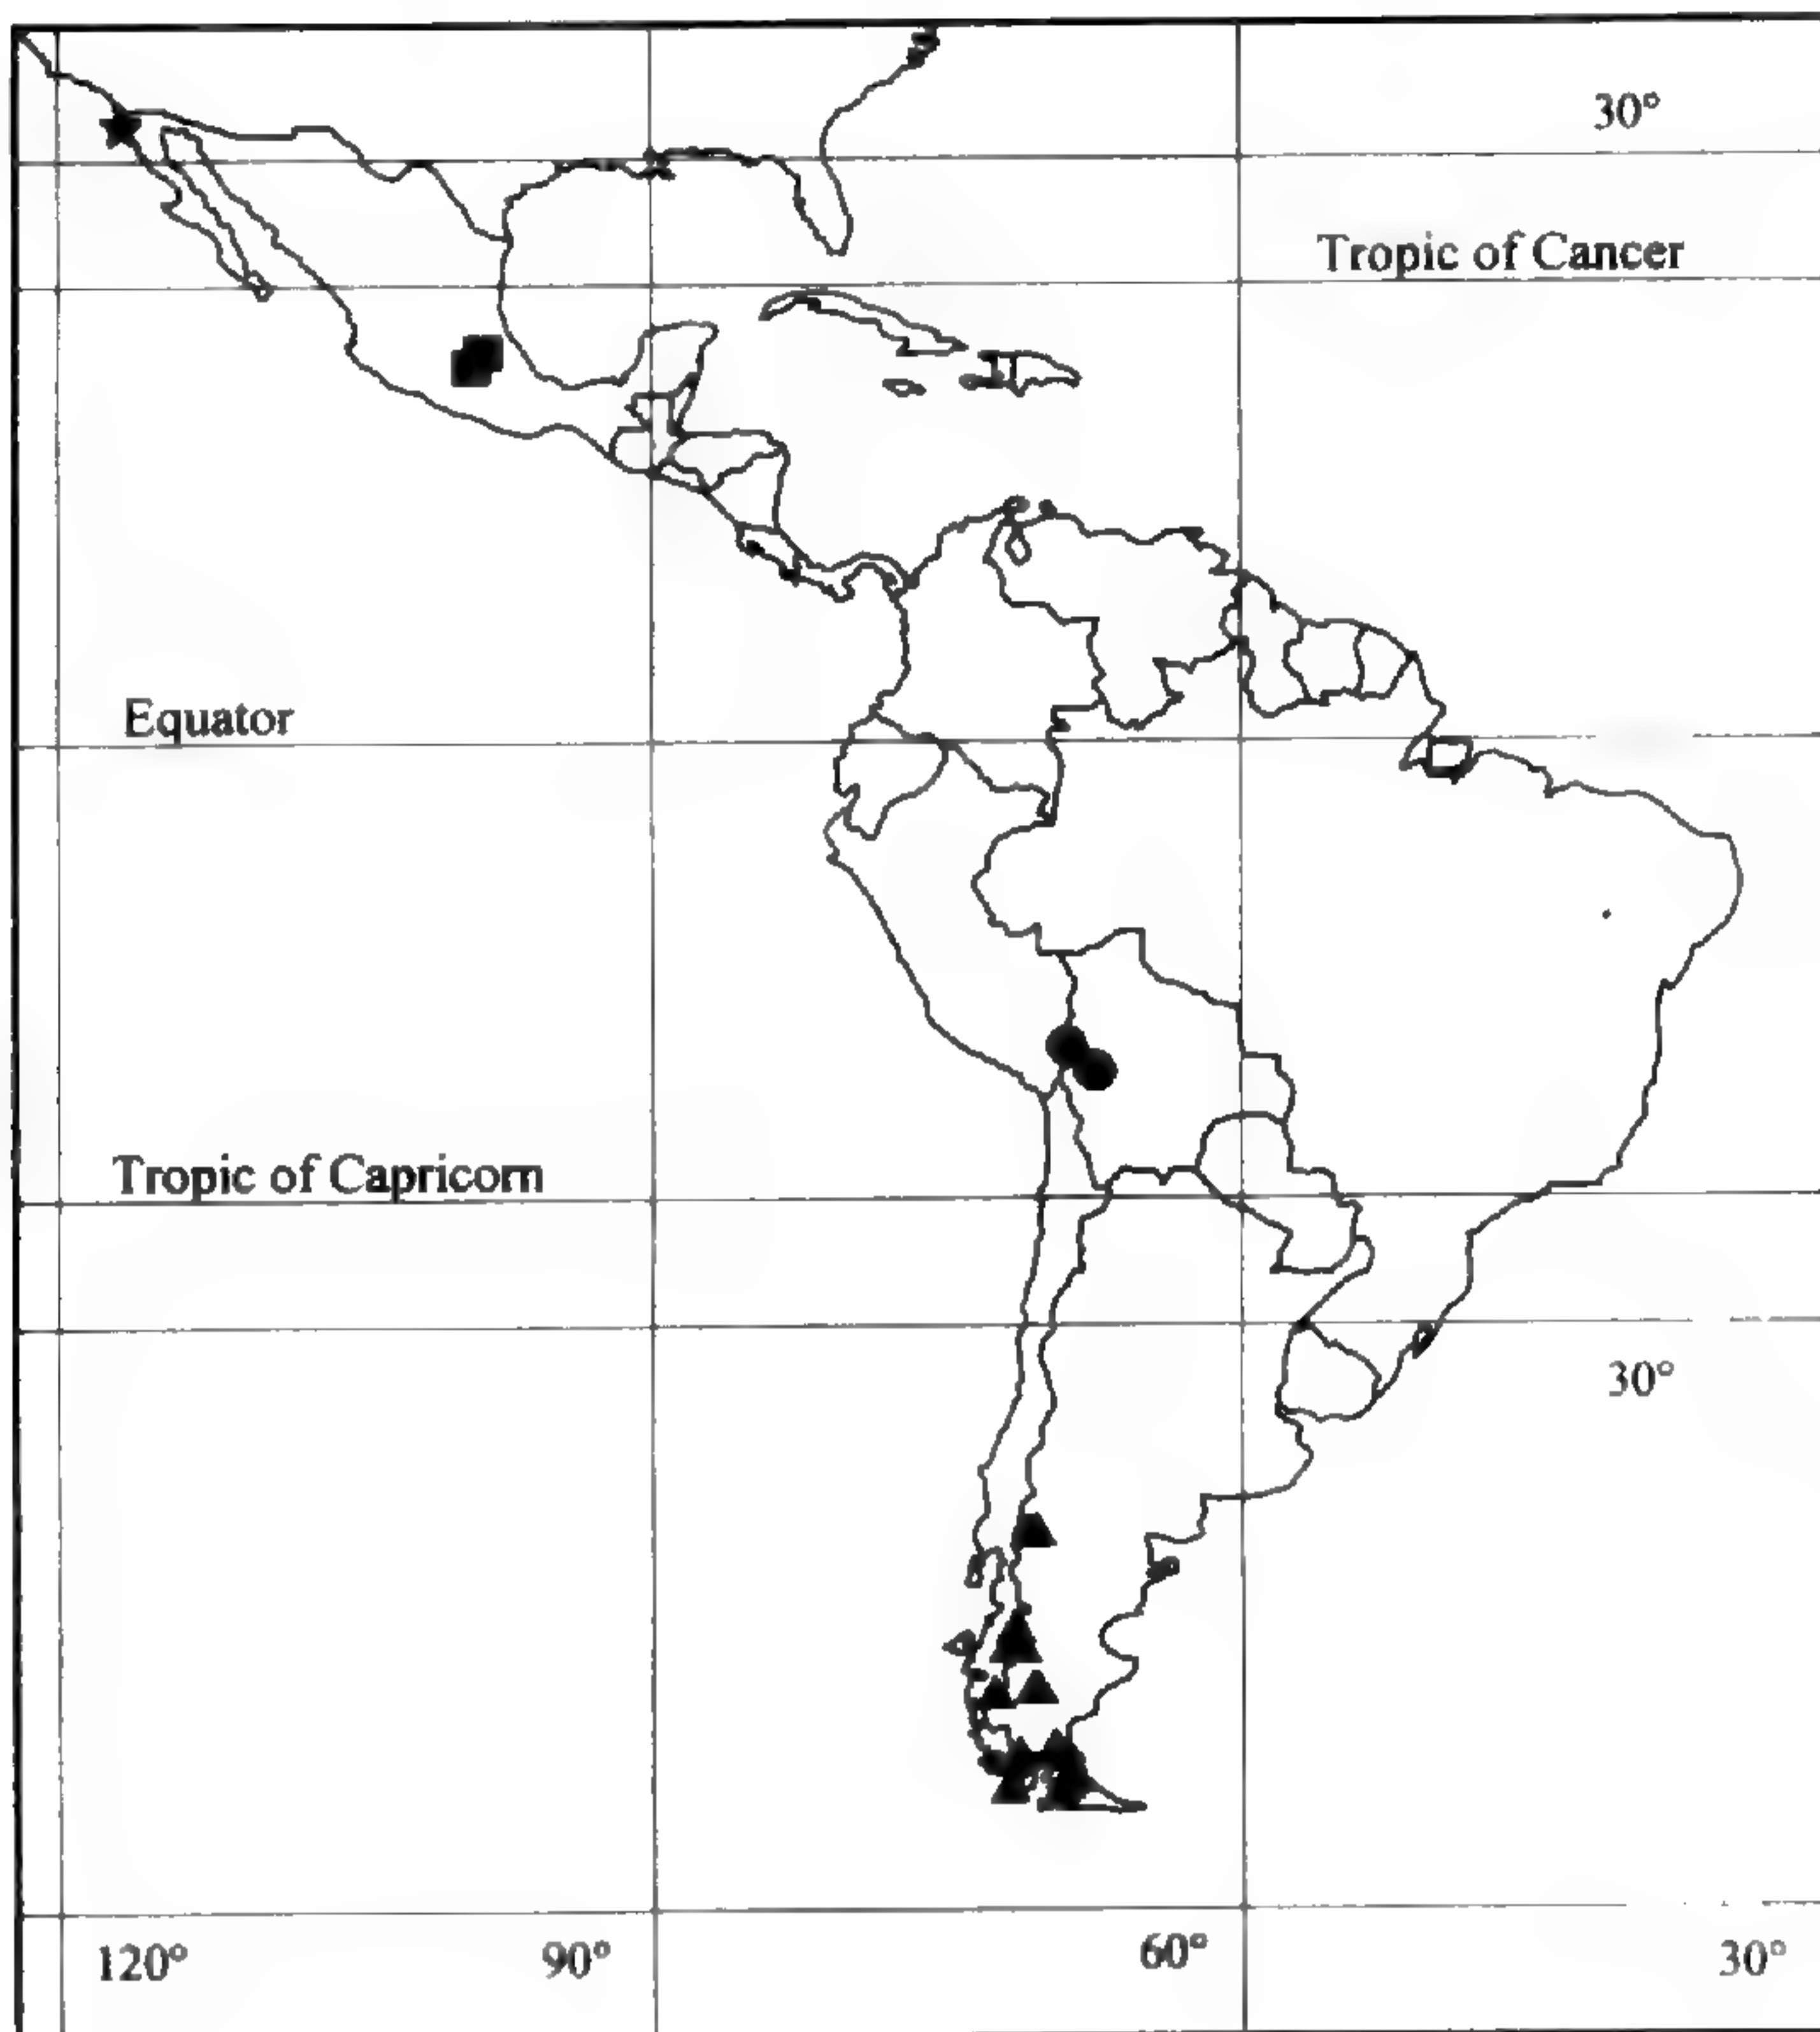 30°
Tropic of Cancer
Equator
Tropic of Capricorn
30°
120° 90° 60° 30°